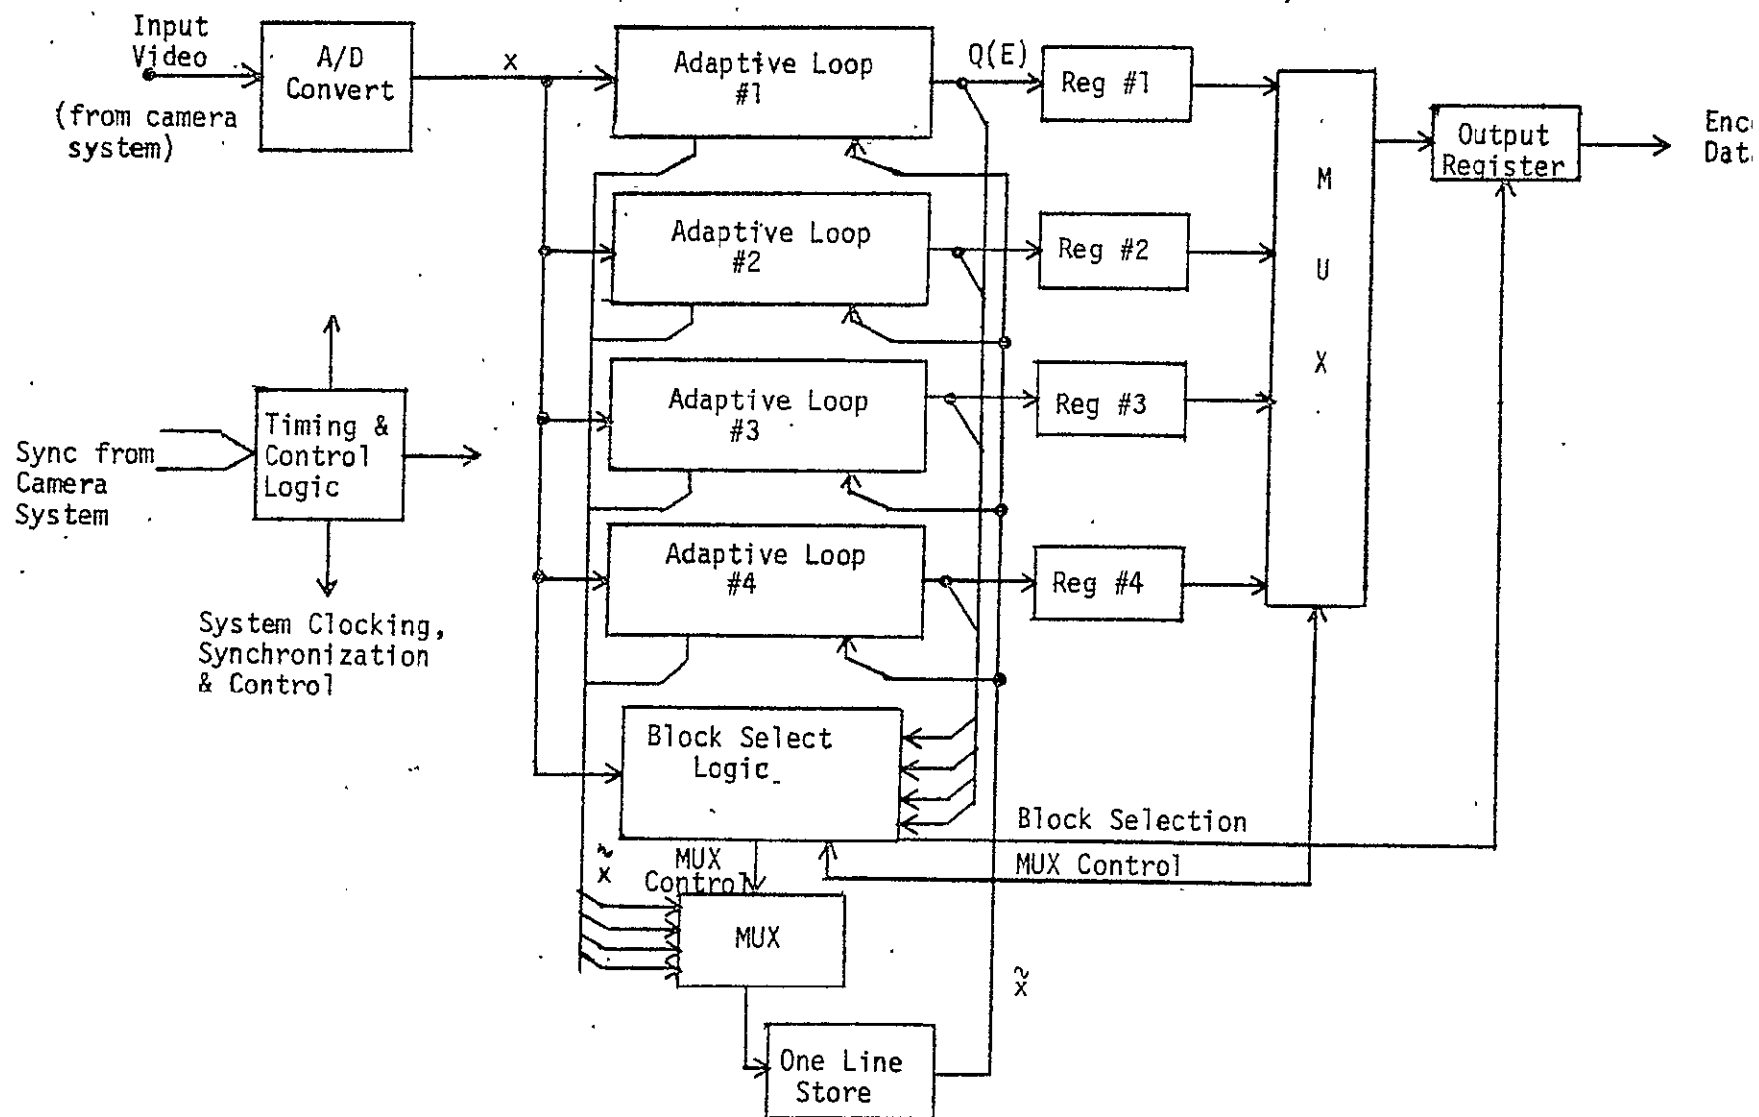 Input
Video
(from camera
system)
A/D
Convert
x
Adaptive Loop
#1
Q(E)
Reg #1
M
U
X
Output
Register
Adaptive Loop
#2
Reg #2
Adaptive Loop
#3
Reg #3
Sync from
Camera
System
Timing &
Control
Logic
Adaptive Loop
#4
Reg #4
System Clocking,
Synchronization
& Control
Block Select
Logic
Block Selection
MUX Control
x̃
MUX
Control
MUX
x̃
One Line
Store